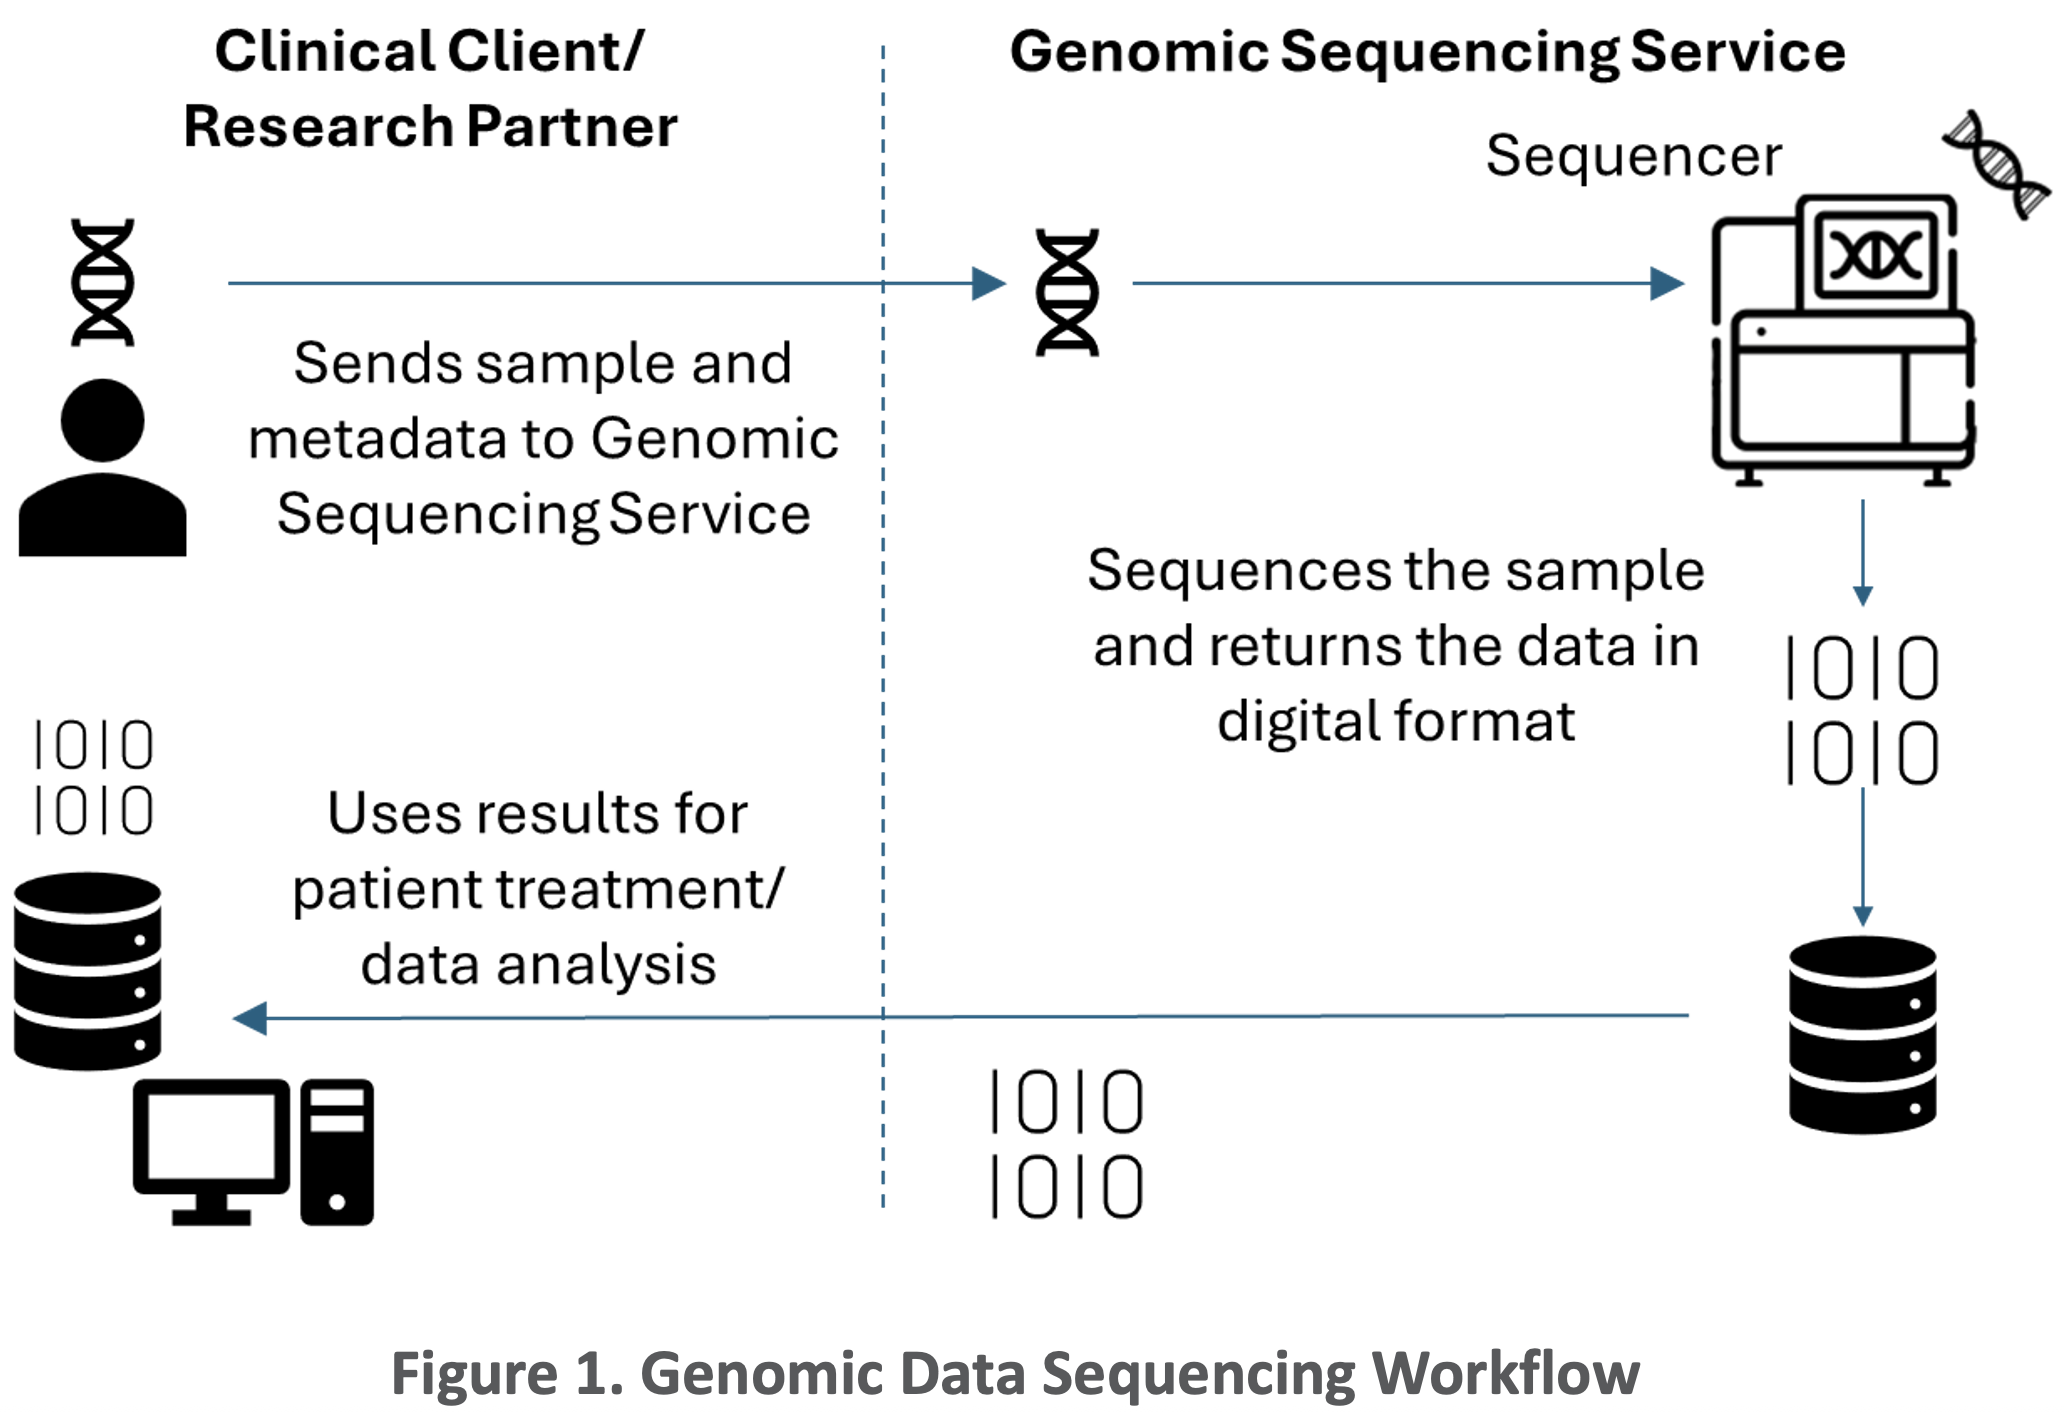 Clinical Client/
Research Partner
Genomic Sequencing Service
Sequencer
Sends sample and
metadata to Genomic
Sequencing Service
Sequences the sample
and returns the data in
digital format
1010
1010
1010
1010
Uses results for
patient treatment/
data analysis
1010
1010
Figure 1. Genomic Data Sequencing Workflow